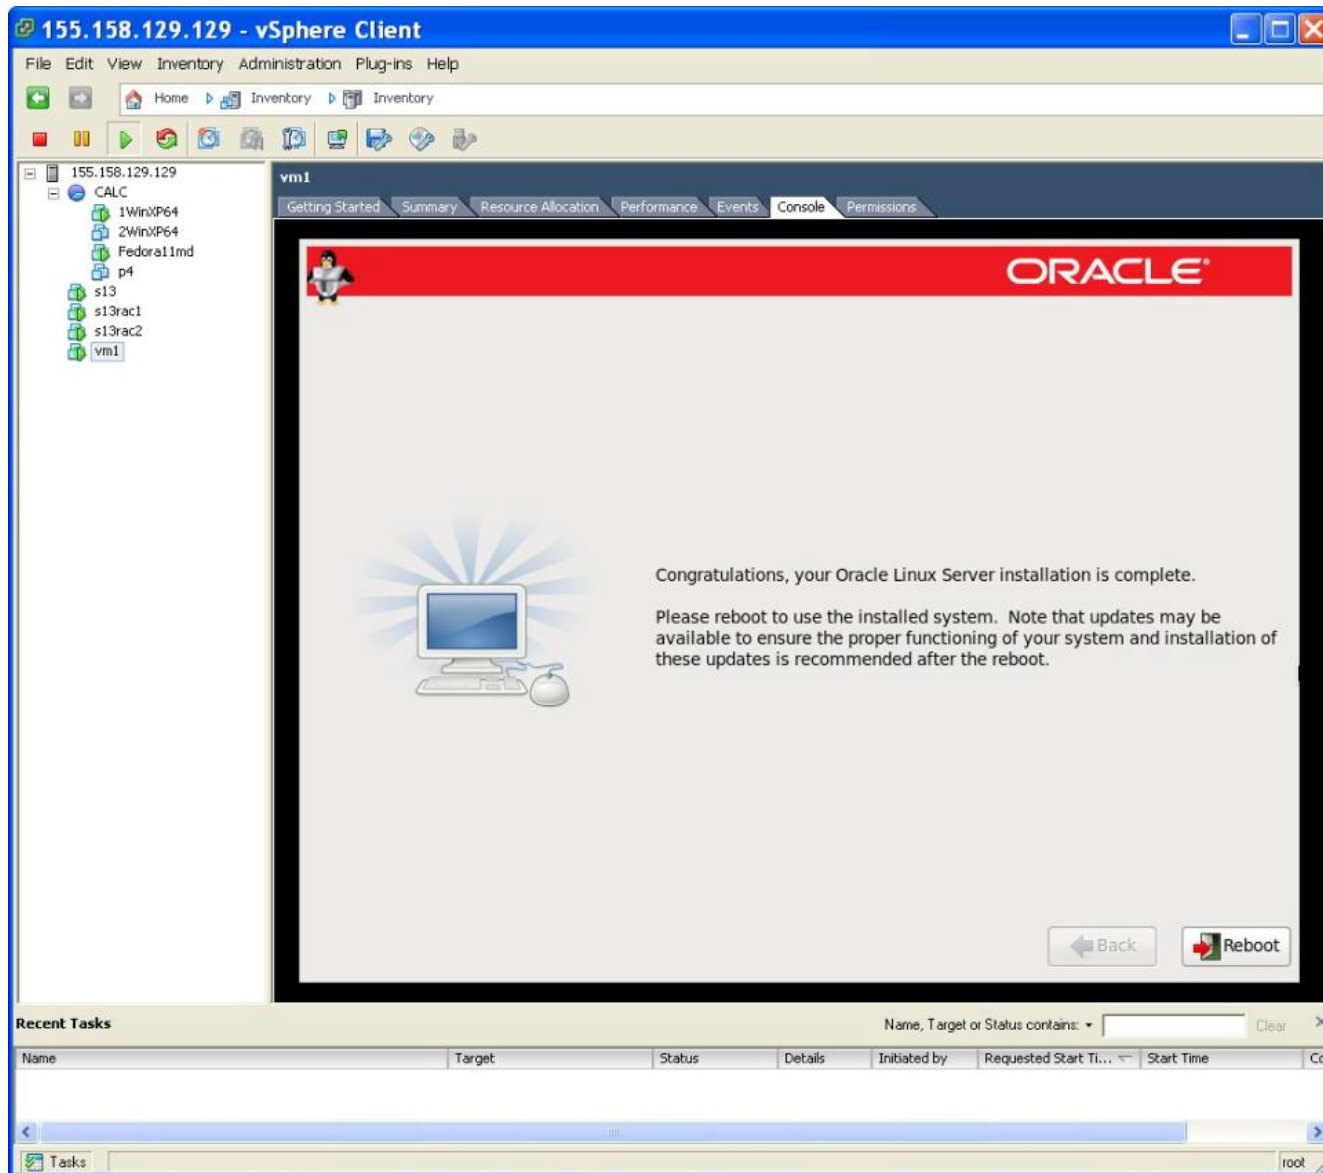 155.158.129.129 - vSphere Client
File Edit View Inventory Administration Plug-ins Help
Home Inventory Inventory
155.158.129.129
CALC
1WinXP64
2WinXP64
Fedora11md
p4
s13
s13rac1
s13rac2
vm1
vm1
Getting Started Summary Resource Allocation Performance Events Console Permissions
ORACLE®
Congratulations, your Oracle Linux Server installation is complete.
Please reboot to use the installed system. Note that updates may be
available to ensure the proper functioning of your system and installation of
these updates is recommended after the reboot.
Back Reboot
Recent Tasks Name, Target or Status contains: Clear
Name Target Status Details Initiated by Requested Start Ti... Start Time Co
Tasks root